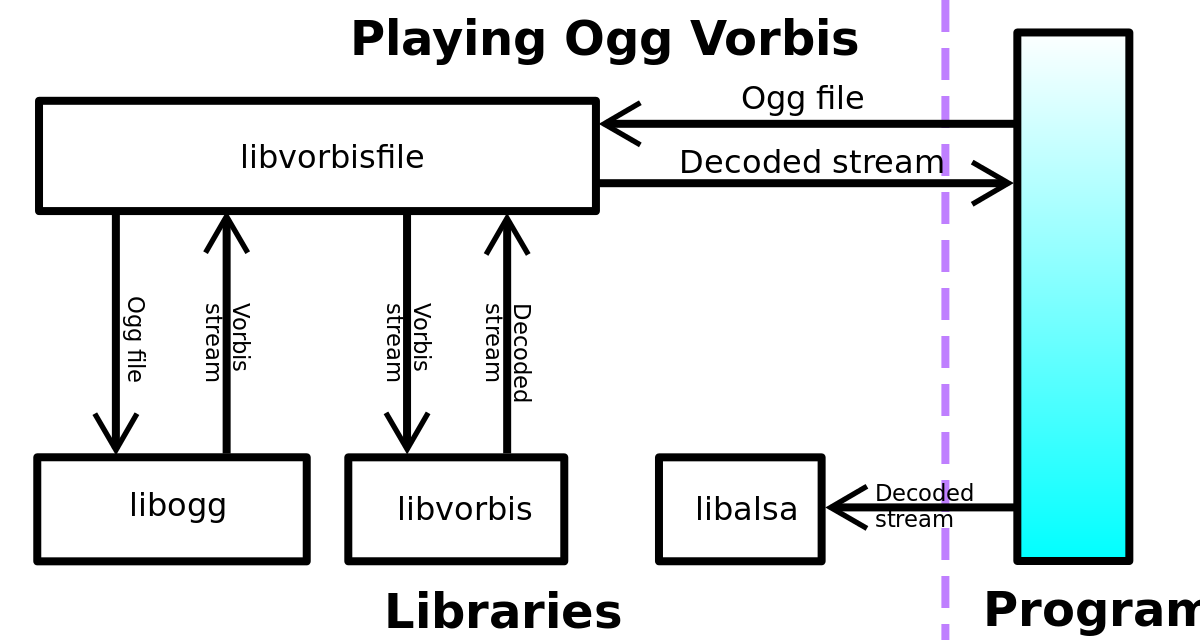 Playing Ogg Vorbis
Ogg file
libvorbisfile
Decoded stream
Ogg file
Vorbis
stream
Vorbis
stream
Decoded
stream
libogg
libvorbis
libalsa
Decoded
stream
Libraries
Program